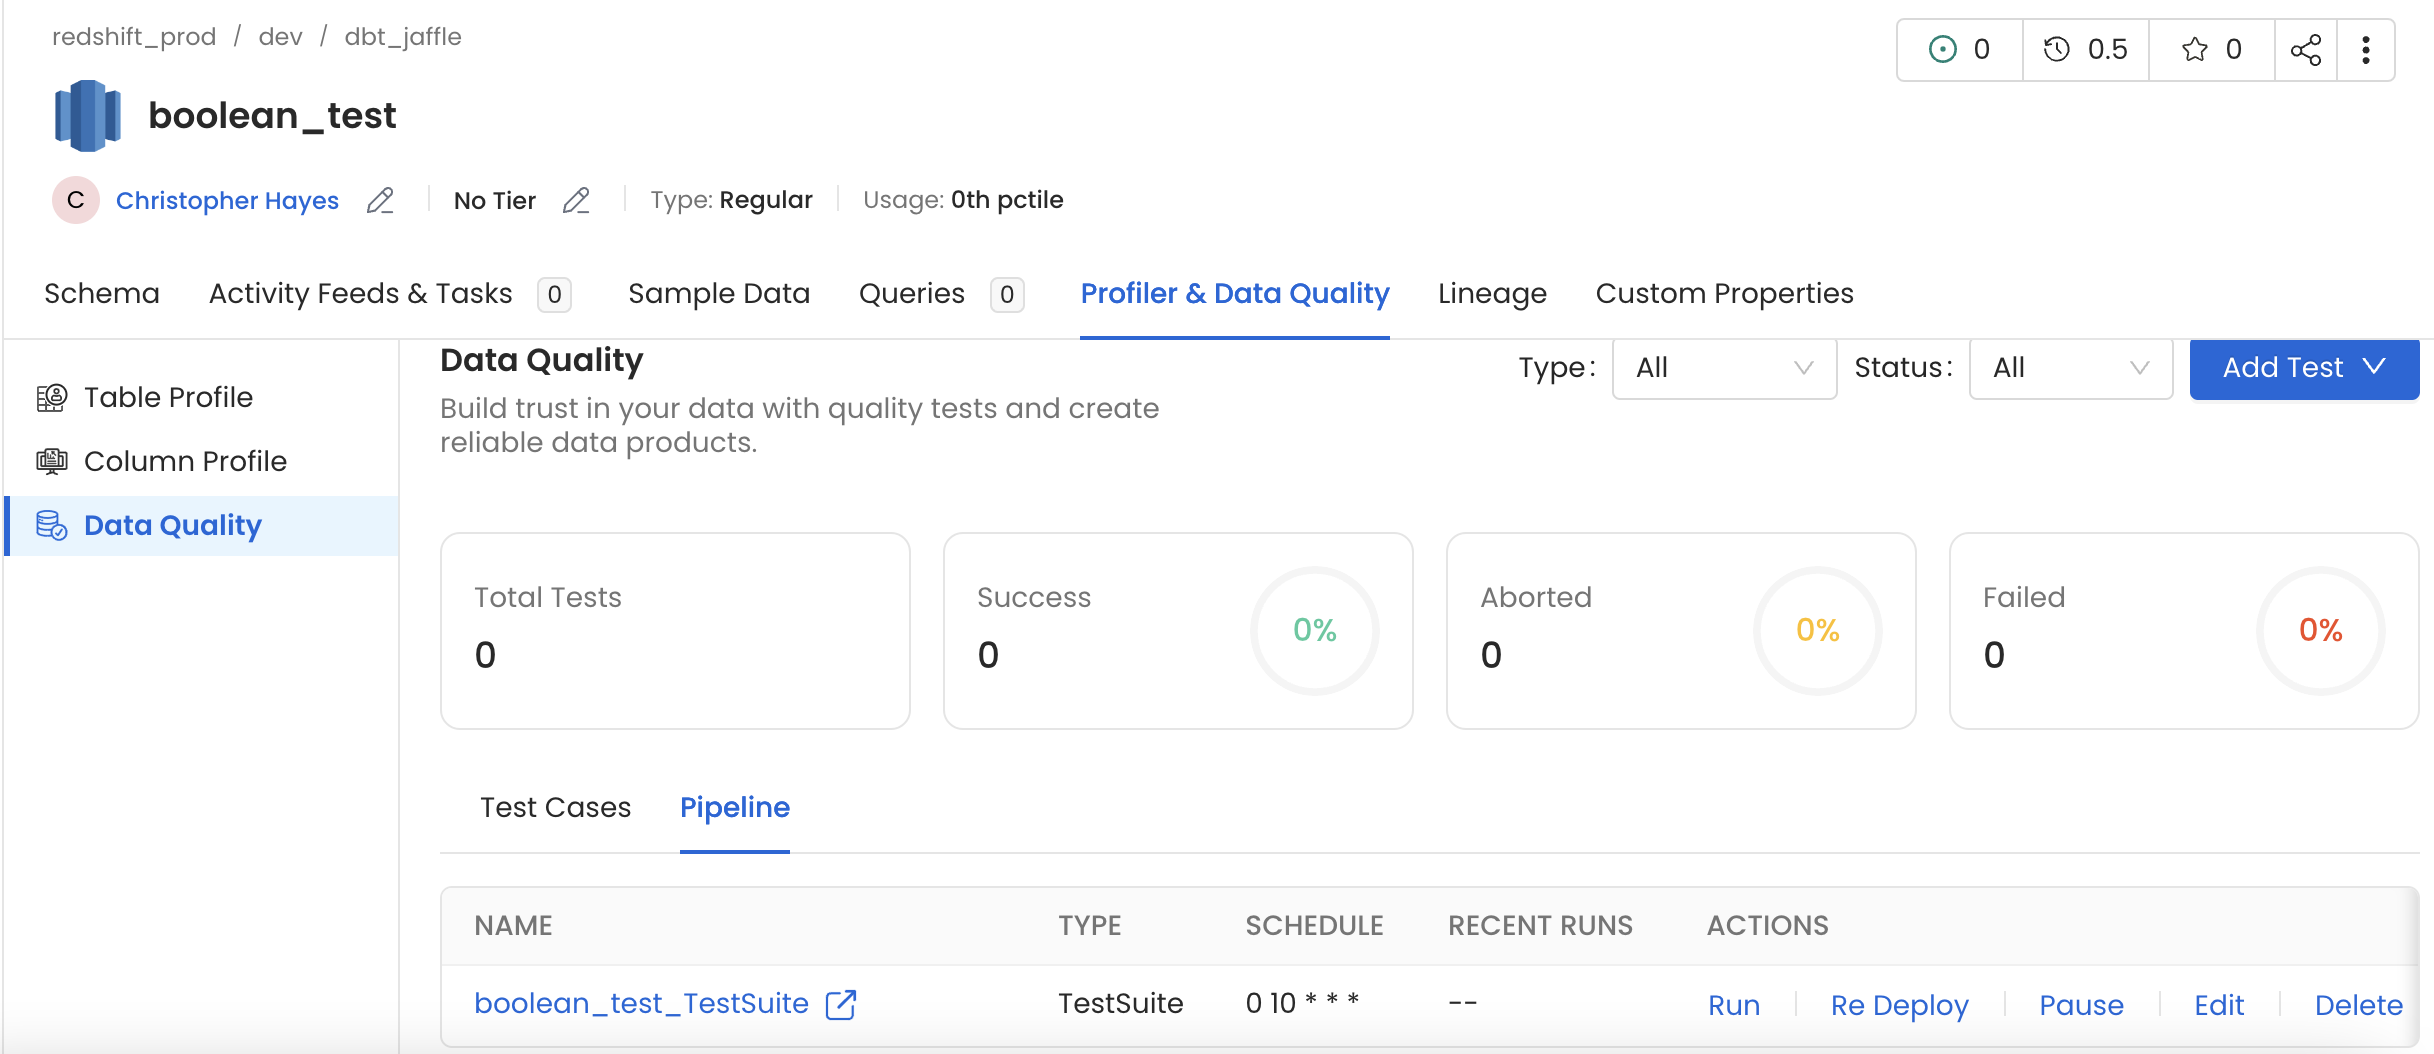 redshift_prod / dev / dbt_jaffle
0 0.5 0
boolean_test
C Christopher Hayes No Tier Type: Regular Usage: 0th pctile
Schema Activity Feeds & Tasks 0 Sample Data Queries 0 Profiler & Data Quality Lineage Custom Properties
Table Profile
Column Profile
Data Quality
Data Quality
Type: All Status: All Add Test
Build trust in your data with quality tests and create
reliable data products.
Total Tests
0
Success
0
0%
Aborted
0
0%
Failed
0
0%
Test Cases Pipeline
NAME TYPE SCHEDULE RECENT RUNS ACTIONS
boolean_test_TestSuite TestSuite 0 10 * * * -- Run Re Deploy Pause Edit Delete